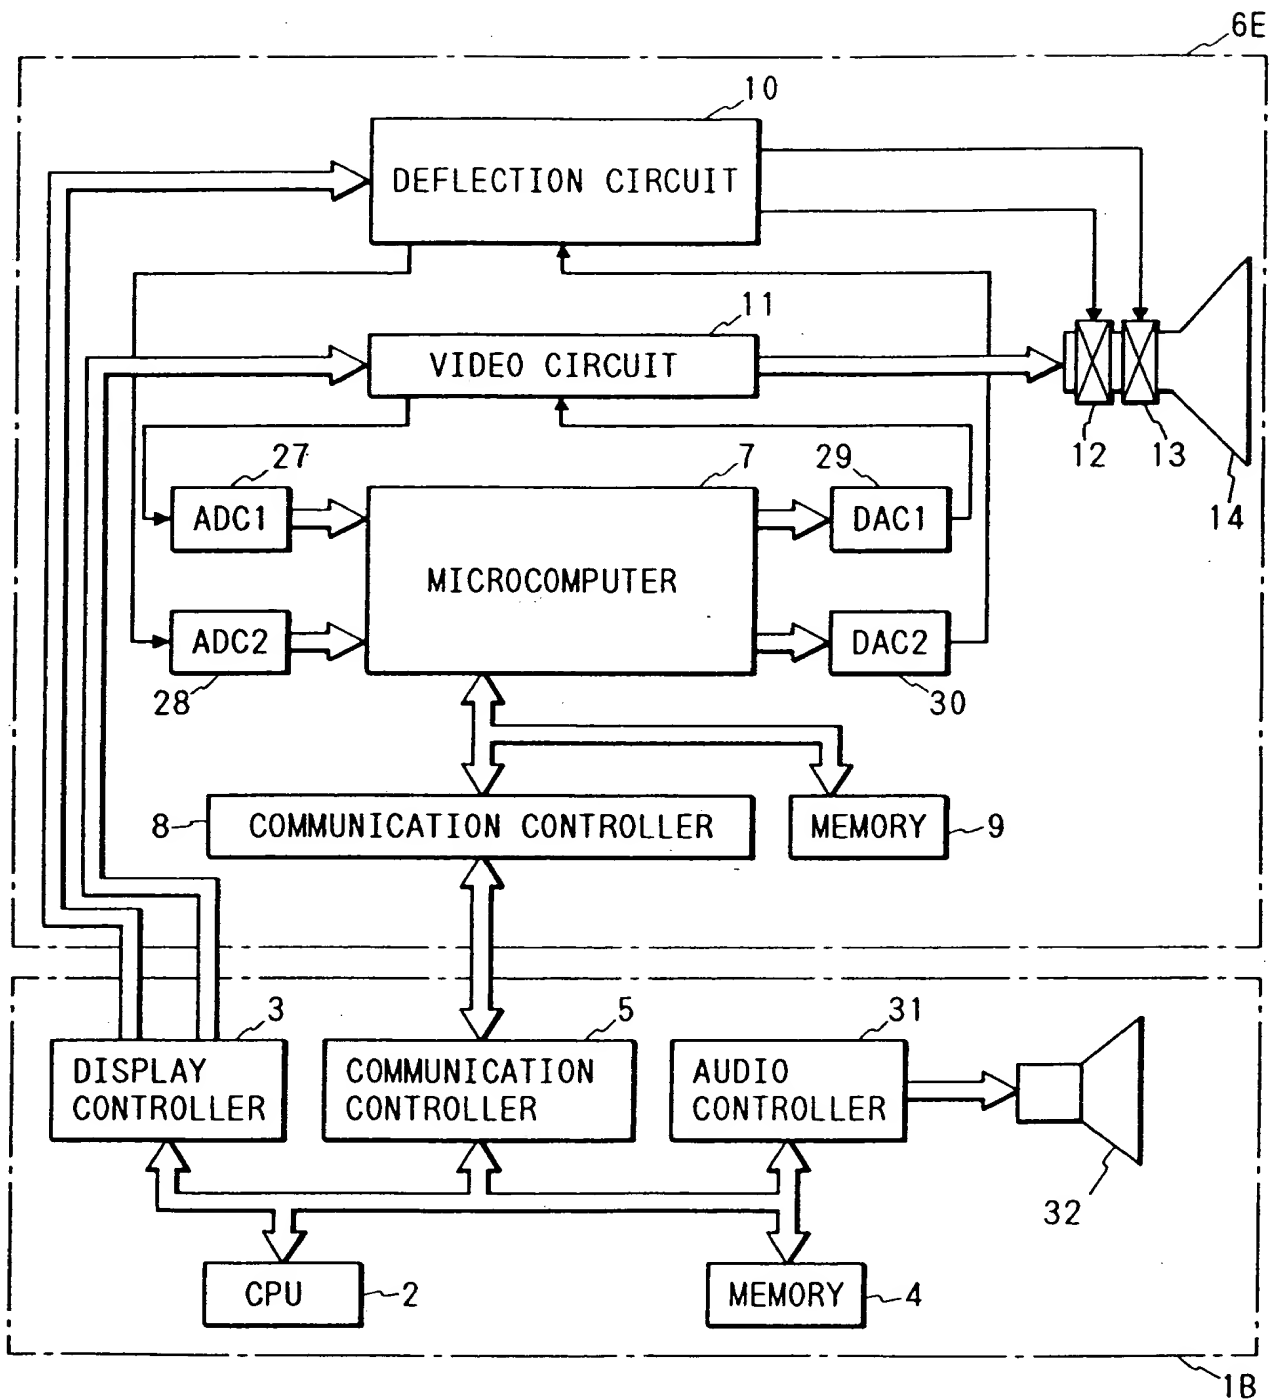 6E
10
DEFLECTION CIRCUIT
11
VIDEO CIRCUIT
12
13
14
27
7
29
ADC1
DAC1
MICROCOMPUTER
ADC2
DAC2
28
30
8
COMMUNICATION CONTROLLER
MEMORY
9
3
5
31
DISPLAY
CONTROLLER
COMMUNICATION
CONTROLLER
AUDIO
CONTROLLER
32
CPU
2
MEMORY
4
1B